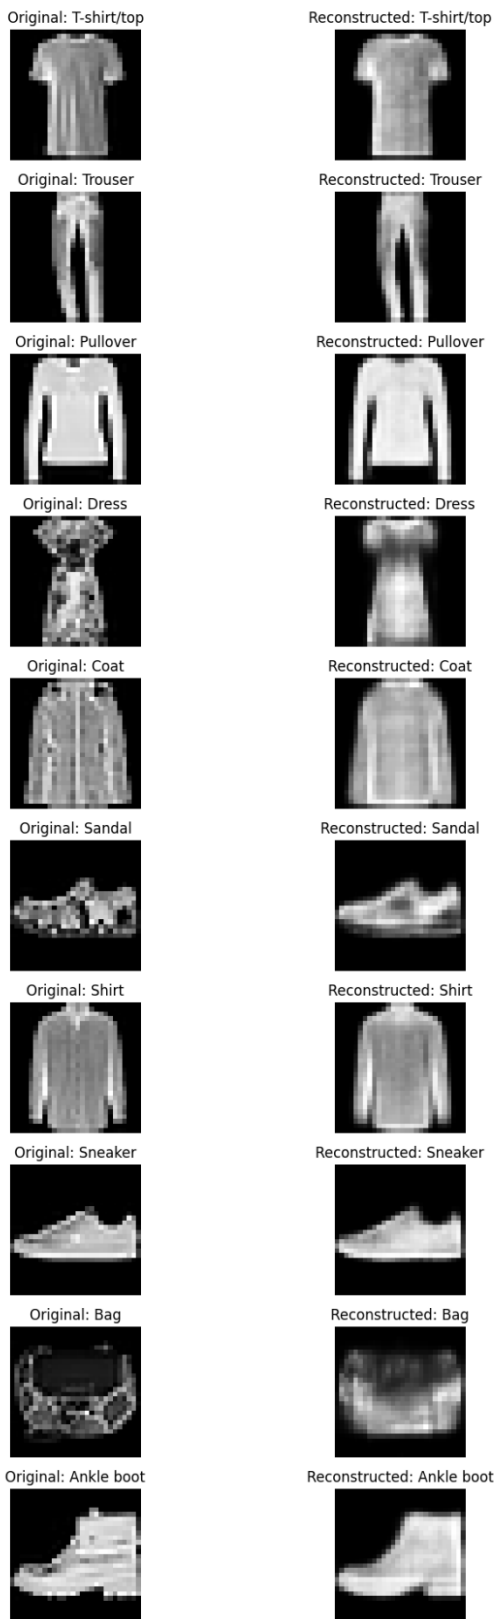 Original: T-shirt/top
Reconstructed: T-shirt/top
Original: Trouser
Reconstructed: Trouser
Original: Pullover
Reconstructed: Pullover
Original: Dress
Reconstructed: Dress
Original: Coat
Reconstructed: Coat
Original: Sandal
Reconstructed: Sandal
Original: Shirt
Reconstructed: Shirt
Original: Sneaker
Reconstructed: Sneaker
Original: Bag
Reconstructed: Bag
Original: Ankle boot
Reconstructed: Ankle boot